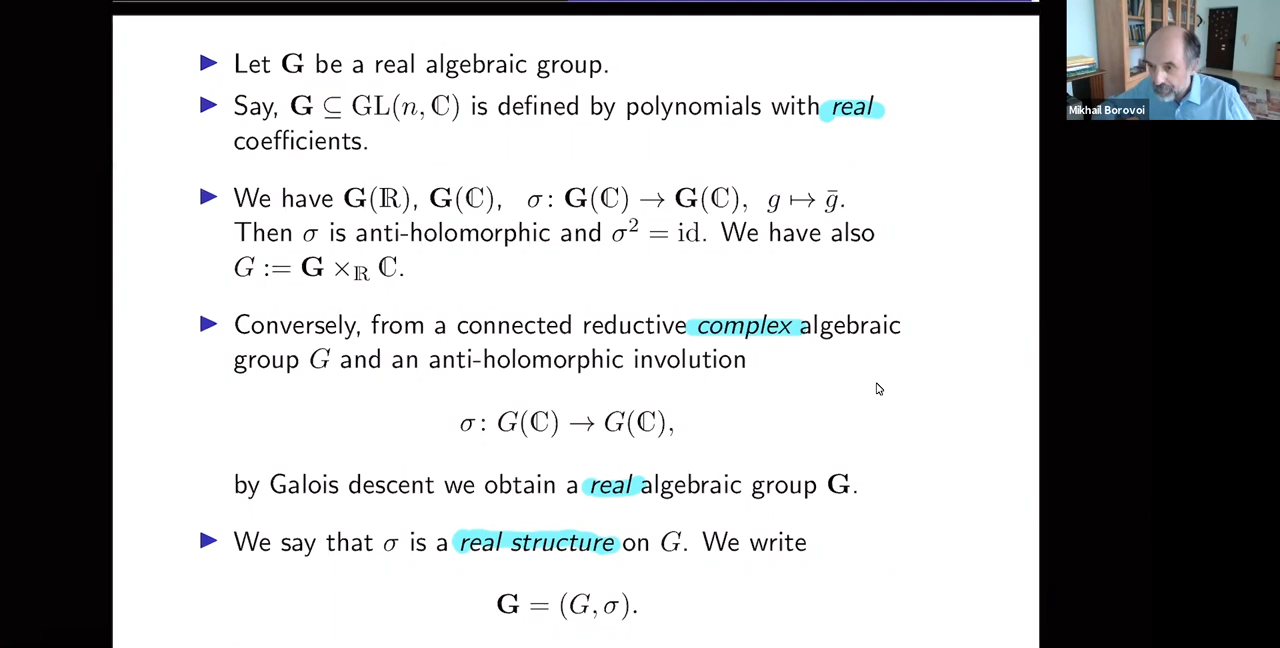 ▶ Let 𝐆 be a real algebraic group.
▶ Say, 𝐆 ⊆ GL(n, ℂ) is defined by polynomials with real
coefficients.
▶ We have 𝐆(ℝ), 𝐆(ℂ), σ: 𝐆(ℂ) → 𝐆(ℂ), g ↦ ḡ.
Then σ is anti-holomorphic and σ² = id. We have also
G := 𝐆 ×_ℝ ℂ.
▶ Conversely, from a connected reductive complex algebraic
group G and an anti-holomorphic involution
σ: G(ℂ) → G(ℂ),
by Galois descent we obtain a real algebraic group 𝐆.
▶ We say that σ is a real structure on G. We write
𝐆 = (G, σ).
Mikhail Borovoi